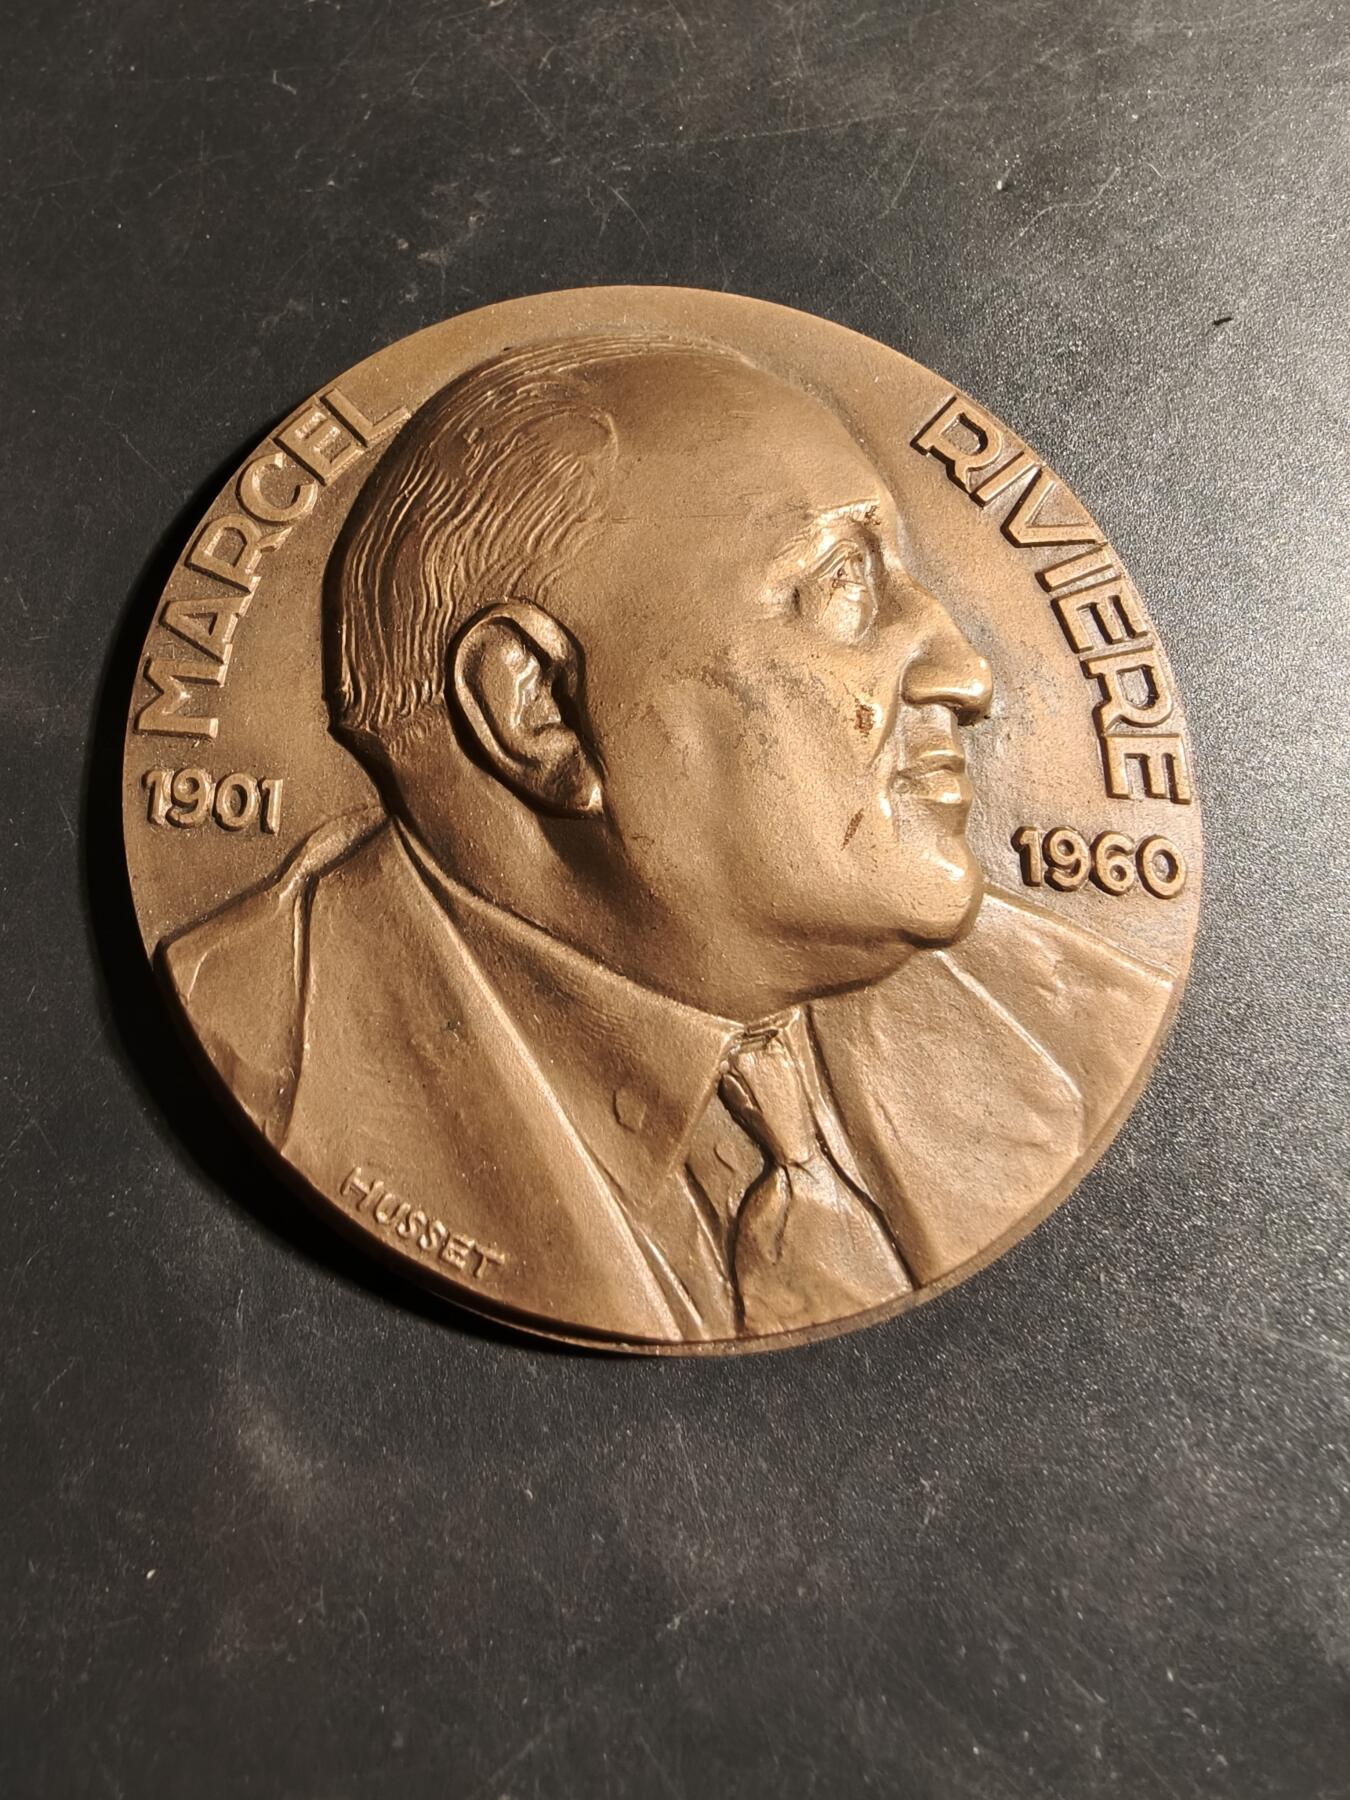 MARCEL RIVIERE
1901 1960
HUSSET